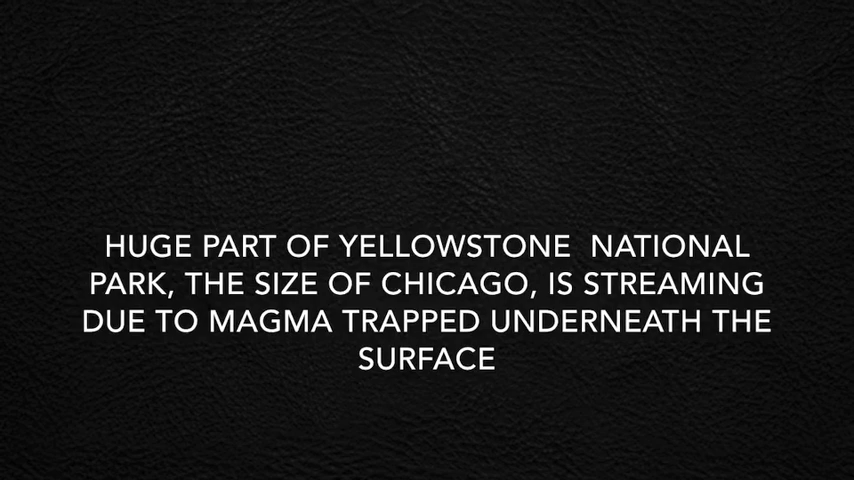 HUGE PART OF YELLOWSTONE  NATIONAL
PARK, THE SIZE OF CHICAGO, IS STREAMING
DUE TO MAGMA TRAPPED UNDERNEATH THE
SURFACE